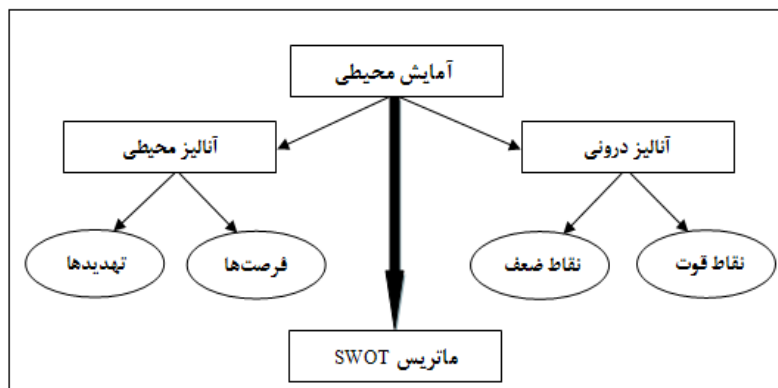 آمایش محیطی
آنالیز درونی
آنالیز محیطی
نقاط قوت
نقاط ضعف
فرصت‌ها
تهدیدها
ماتریس SWOT